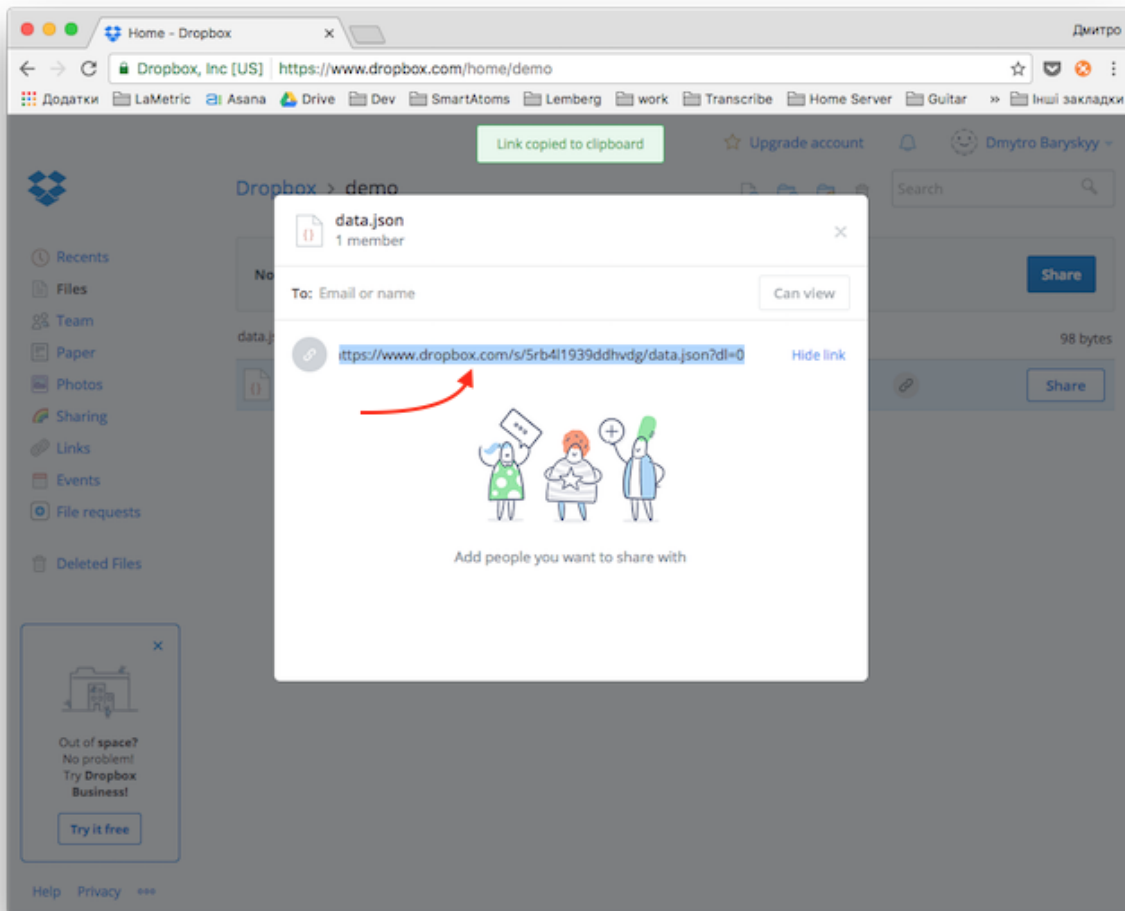 Home - Dropbox
Дмитро
Dropbox, Inc [US] https://www.dropbox.com/home/demo
Додатки LaMetric Asana Drive Dev SmartAtoms Lemberg work Transcribe Home Server Guitar » Інші закладки
Link copied to clipboard
Upgrade account
Dmytro Baryskyy
Dropbox > demo
Search
data.json
1 member
Recents
Files
Team
Paper
Photos
Sharing
Links
Events
File requests
Deleted Files
No
Share
To: Email or name
Can view
data.j
98 bytes
ttps://www.dropbox.com/s/5rb4l1939ddhvdg/data.json?dl=0
Hide link
Share
Add people you want to share with
Out of space?
No problem!
Try Dropbox
Business!
Try it free
Help Privacy